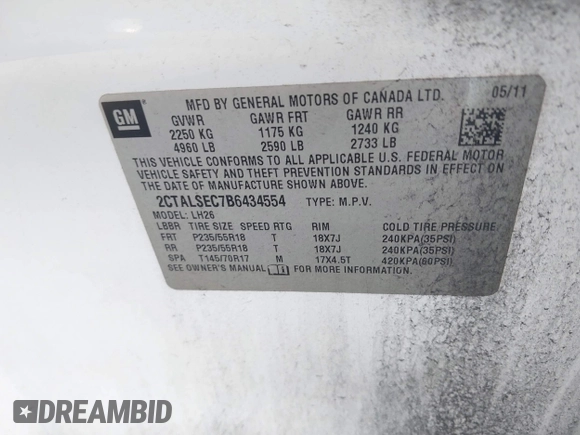 GM
MFD BY GENERAL MOTORS OF CANADA LTD. 05/11
GVWR GAWR FRT GAWR RR
2250 KG 1175 KG 1240 KG
4960 LB 2590 LB 2733 LB
THIS VEHICLE CONFORMS TO ALL APPLICABLE U.S. FEDERAL MOTOR
VEHICLE SAFETY AND THEFT PREVENTION STANDARDS IN EFFECT ON
THE DATE OF MANUFACTURE SHOWN ABOVE.
2CTALSEC7B6434554 TYPE: M.P.V.
MODEL: LH26
LBBR TIRE SIZE SPEED RTG RIM COLD TIRE PRESSURE
FRT P235/55R18 T 18X7J 240KPA(35PSI)
RR P235/55R18 T 18X7J 240KPA(35PSI)
SPA T145/70R17 M 17X4.5T 420KPA(60PSI)
SEE OWNER'S MANUAL
DREAMBID